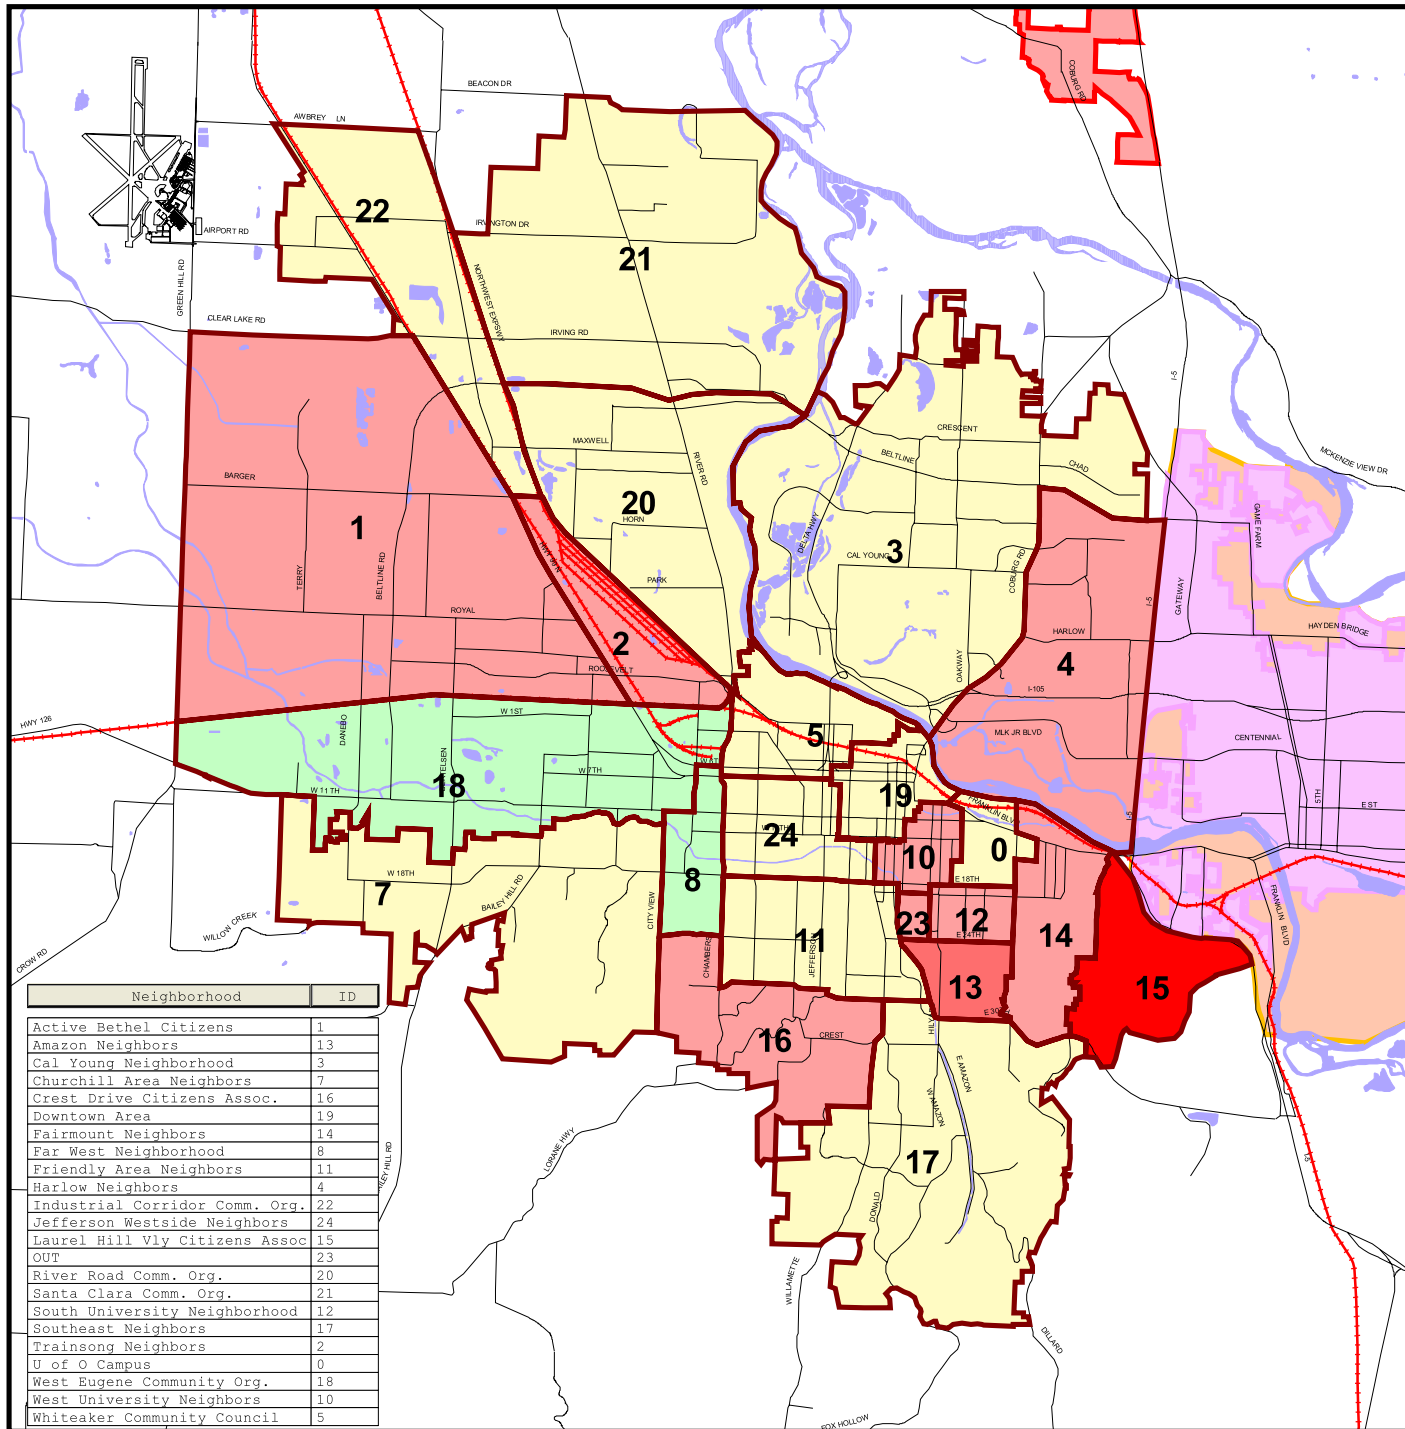 COBURG RD
BEACON DR
AWBREY LN
22
IRVINGTON DR
AIRPORT RD
21
GREEN HILL RD
NORTHWEST EXPSWY
CLEAR LAKE RD
IRVING RD
I-5
CRESCENT
MAXWELL
BELTLINE
RIVER RD
CHAD
MCKENZIE VIEW DR
BARGER
20
HORN
1
DELTA HWY
GAME FARM
HWY 99 N
CAL YOUNG
3
COBURG RD
TERRY
BELTLINE RD
PARK
GATEWAY
I-5
ROYAL
HARLOW
HAYDEN BRIDGE
2
ROOSEVELT
OAKWAY
4
I-105
HWY 126
W 1ST
DANEBO
5
MLK JR BLVD
CENTENNIAL
W 7TH
18
W 11TH
19
FRANKLIN BLVD
5TH
E ST
I-5
24
10
0
W 18TH
8
E 18TH
7
BAILEY HILL RD
CITY VIEW
FRANKLIN BLVD
WILLOW CREEK
23
12
E 24TH
14
11
JEFFERSON
CHAMBERS
CROW RD
13
15
E 30TH
HILYARD
16
CREST
E AMAZON
W AMAZON
LORANE HWY
17
I-5
DONALD
WILLAMETTE
DILLARD
FOX HOLLOW
Neighborhood ID
Active Bethel Citizens 1
Amazon Neighbors 13
Cal Young Neighborhood 3
Churchill Area Neighbors 7
Crest Drive Citizens Assoc. 16
Downtown Area 19
Fairmount Neighbors 14
Far West Neighborhood 8
Friendly Area Neighbors 11
Harlow Neighbors 4
Industrial Corridor Comm. Org. 22
Jefferson Westside Neighbors 24
Laurel Hill Vly Citizens Assoc 15
OUT 23
River Road Comm. Org. 20
Santa Clara Comm. Org. 21
South University Neighborhood 12
Southeast Neighbors 17
Trainsong Neighbors 2
U of O Campus 0
West Eugene Community Org. 18
West University Neighbors 10
Whiteaker Community Council 5